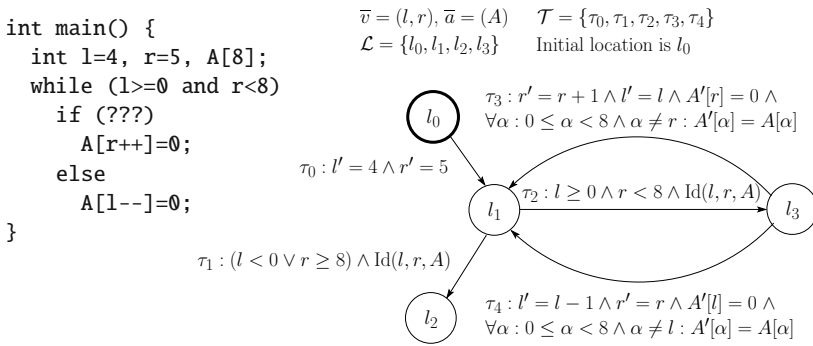 int main() {
int l=4, r=5, A[8];
while (l>=0 and r<8)
if (???)
A[r++]=0;
else
A[l--]=0;
}
v̅ = (l, r), a̅ = (A)    𝒯 = {τ₀, τ₁, τ₂, τ₃, τ₄}
ℒ = {l₀, l₁, l₂, l₃}    Initial location is l₀
τ₃ : r′ = r + 1 ∧ l′ = l ∧ A′[r] = 0 ∧
∀α : 0 ≤ α < 8 ∧ α ≠ r : A′[α] = A[α]
l₀
τ₀ : l′ = 4 ∧ r′ = 5
τ₂ : l ≥ 0 ∧ r < 8 ∧ Id(l, r, A)
l₁
l₃
τ₁ : (l < 0 ∨ r ≥ 8) ∧ Id(l, r, A)
l₂
τ₄ : l′ = l − 1 ∧ r′ = r ∧ A′[l] = 0 ∧
∀α : 0 ≤ α < 8 ∧ α ≠ l : A′[α] = A[α]